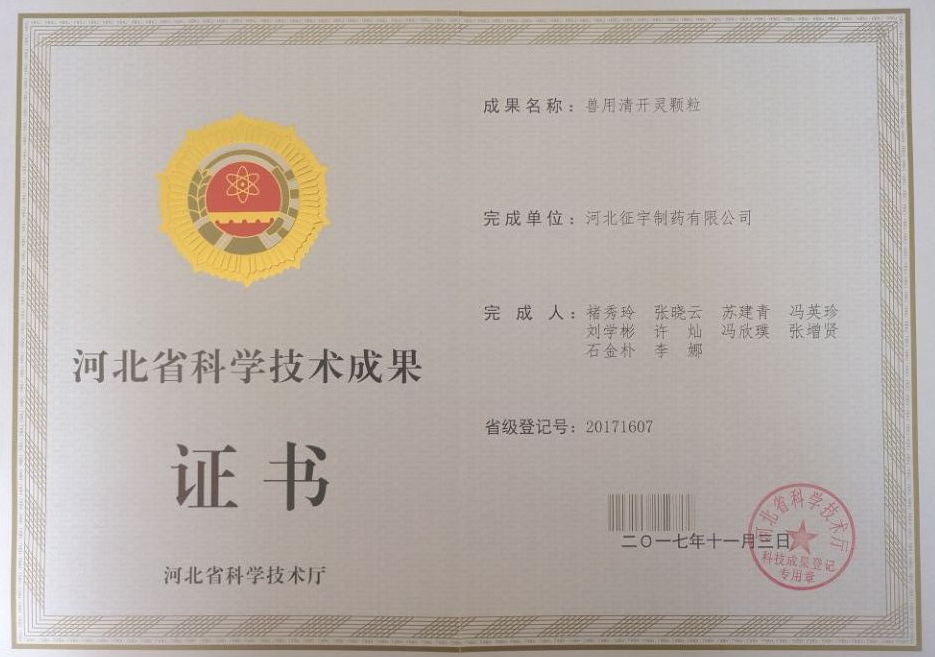 河北省科学技术成果
证书
河北省科学技术厅
成果名称：兽用清开灵颗粒
完成单位：河北征宇制药有限公司
完成人：褚秀玲 张晓云 苏建青 冯英珍
刘学彬 许灿 冯欣璞 张增贤
石金朴 李娜
省级登记号：20171607
二〇一七年十一月三日
河北省科学技术厅
科技成果登记
专用章